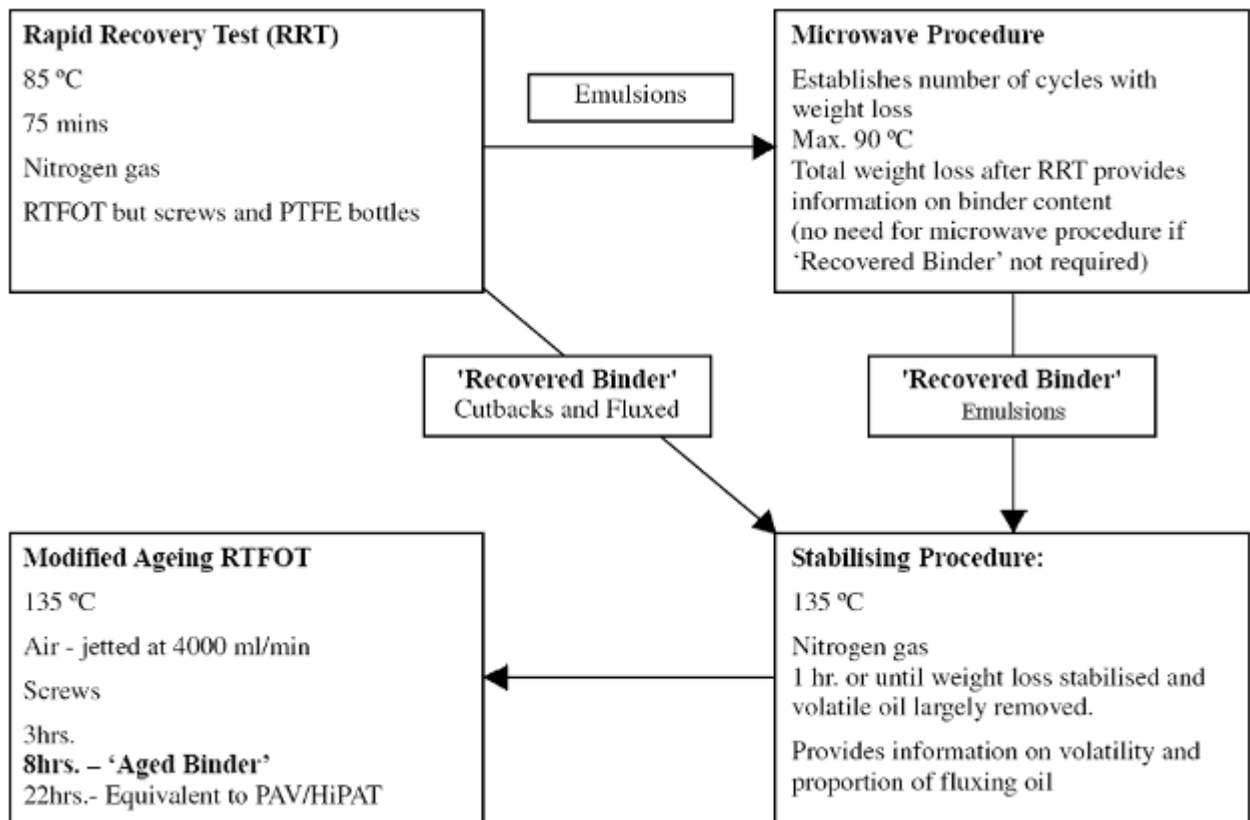 Rapid Recovery Test (RRT)
85 ºC
75 mins
Nitrogen gas
RTFOT but screws and PTFE bottles
Emulsions
Microwave Procedure
Establishes number of cycles with
weight loss
Max. 90 ºC
Total weight loss after RRT provides
information on binder content
(no need for microwave procedure if
‘Recovered Binder’ not required)
'Recovered Binder'
Cutbacks and Fluxed
'Recovered Binder'
Emulsions
Modified Ageing RTFOT
135 ºC
Air - jetted at 4000 ml/min
Screws
3hrs.
8hrs. – ‘Aged Binder’
22hrs.- Equivalent to PAV/HiPAT
Stabilising Procedure:
135 ºC
Nitrogen gas
1 hr. or until weight loss stabilised and
volatile oil largely removed.
Provides information on volatility and
proportion of fluxing oil